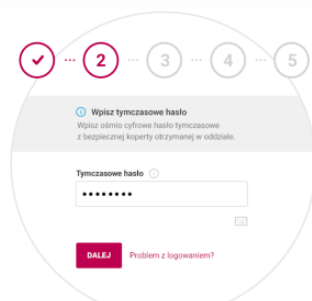 2 ... 3 ... 4 ... 5
Wpisz tymczasowe hasło
Wpisz ośmio cyfrowe hasło tymczasowe
z bezpiecznej koperty otrzymanej w oddziale.
Tymczasowe hasło
••••••••
DALEJ Problem z logowaniem?